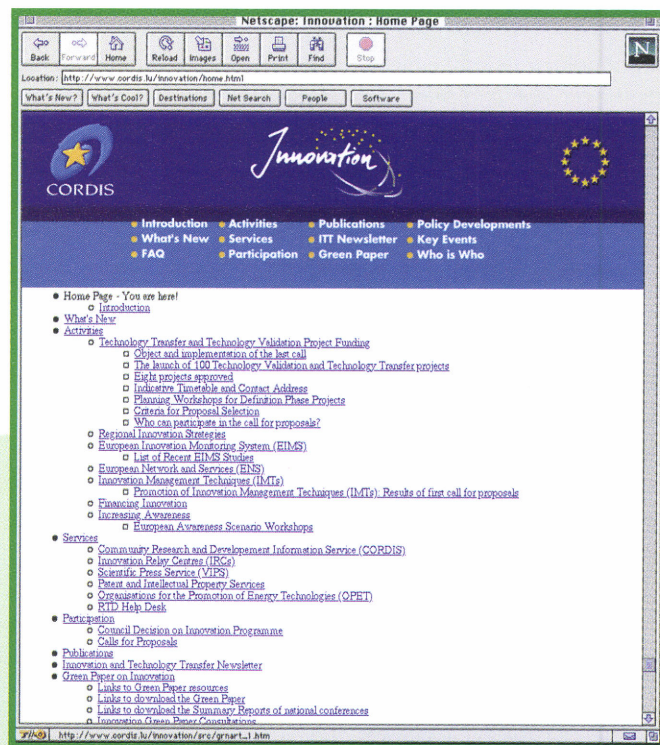 Netscape: Innovation : Home Page
Back Forward Home Reload Images Open Print Find Stop
N
Location: http://www.cordis.lu/innovation/home.html
What's New? What's Cool? Destinations Net Search People Software
CORDIS
Innovation
Introduction Activities Publications Policy Developments
What's New Services ITT Newsletter Key Events
FAQ Participation Green Paper Who is Who
Home Page - You are here!
Introduction
What's New
Activities
Technology Transfer and Technology Validation Project Funding
Object and implementation of the last call
The launch of 100 Technology Validation and Technology Transfer projects
Eight projects approved
Indicative Timetable and Contact Address
Planning Workshops for Definition Phase Projects
Criteria for Proposal Selection
Who can participate in the call for proposals?
Regional Innovation Strategies
European Innovation Monitoring System (EIMS)
List of Recent EIMS Studies
European Network and Services (ENS)
Innovation Management Techniques (IMTs)
Promotion of Innovation Management Techniques (IMTs): Results of first call for proposals
Financing Innovation
Increasing Awareness
European Awareness Scenario Workshops
Services
Community Research and Developement Information Service (CORDIS)
Innovation Relay Centres (IRCs)
Scientific Press Service (VIPS)
Patent and Intellectual Property Services
Organisations for the Promotion of Energy Technologies (OPET)
RTD Help Desk
Participation
Council Decision on Innovation Programme
Calls for Proposals
Publications
Innovation and Technology Transfer Newsletter
Green Paper on Innovation
Links to Green Paper resources
Links to download the Green Paper
Links to download the Summary Reports of national conferences
Innovation Green Paper Consultations
http://www.cordis.lu/innovation/src/grnart_1.htm